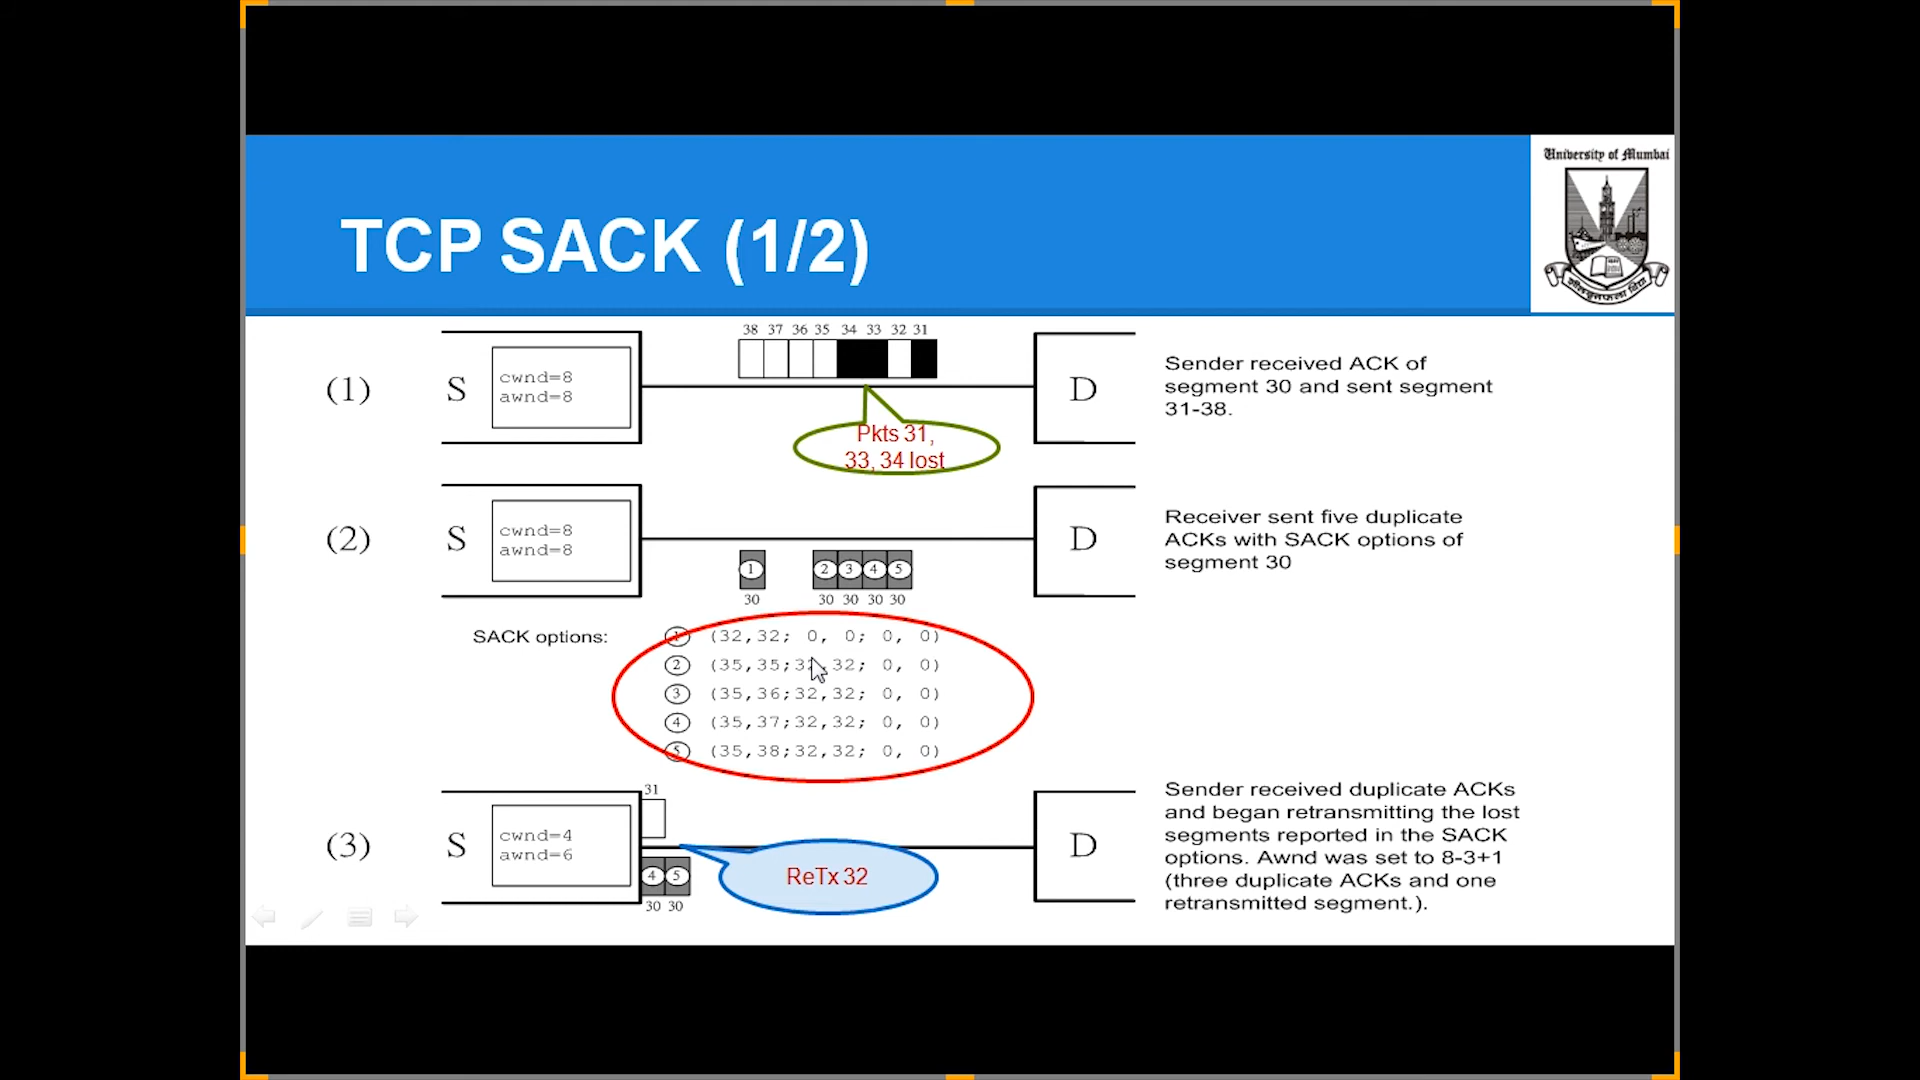 University of Mumbai
TCP SACK (1/2)
38 37 36 35 34 33 32 31
(1)
S
cwnd=8
awnd=8
D
Sender received ACK of
segment 30 and sent segment
31-38.
Pkts 31,
33, 34 lost
(2)
S
cwnd=8
awnd=8
D
Receiver sent five duplicate
ACKs with SACK options of
segment 30
1 2 3 4 5
30 30 30 30 30
SACK options:
1 (32,32; 0, 0; 0, 0)
2 (35,35;32,32; 0, 0)
3 (35,36;32,32; 0, 0)
4 (35,37;32,32; 0, 0)
5 (35,38;32,32; 0, 0)
31
(3)
S
cwnd=4
awnd=6
D
4 5
30 30
ReTx 32
Sender received duplicate ACKs
and began retransmitting the lost
segments reported in the SACK
options. Awnd was set to 8-3+1
(three duplicate ACKs and one
retransmitted segment.).